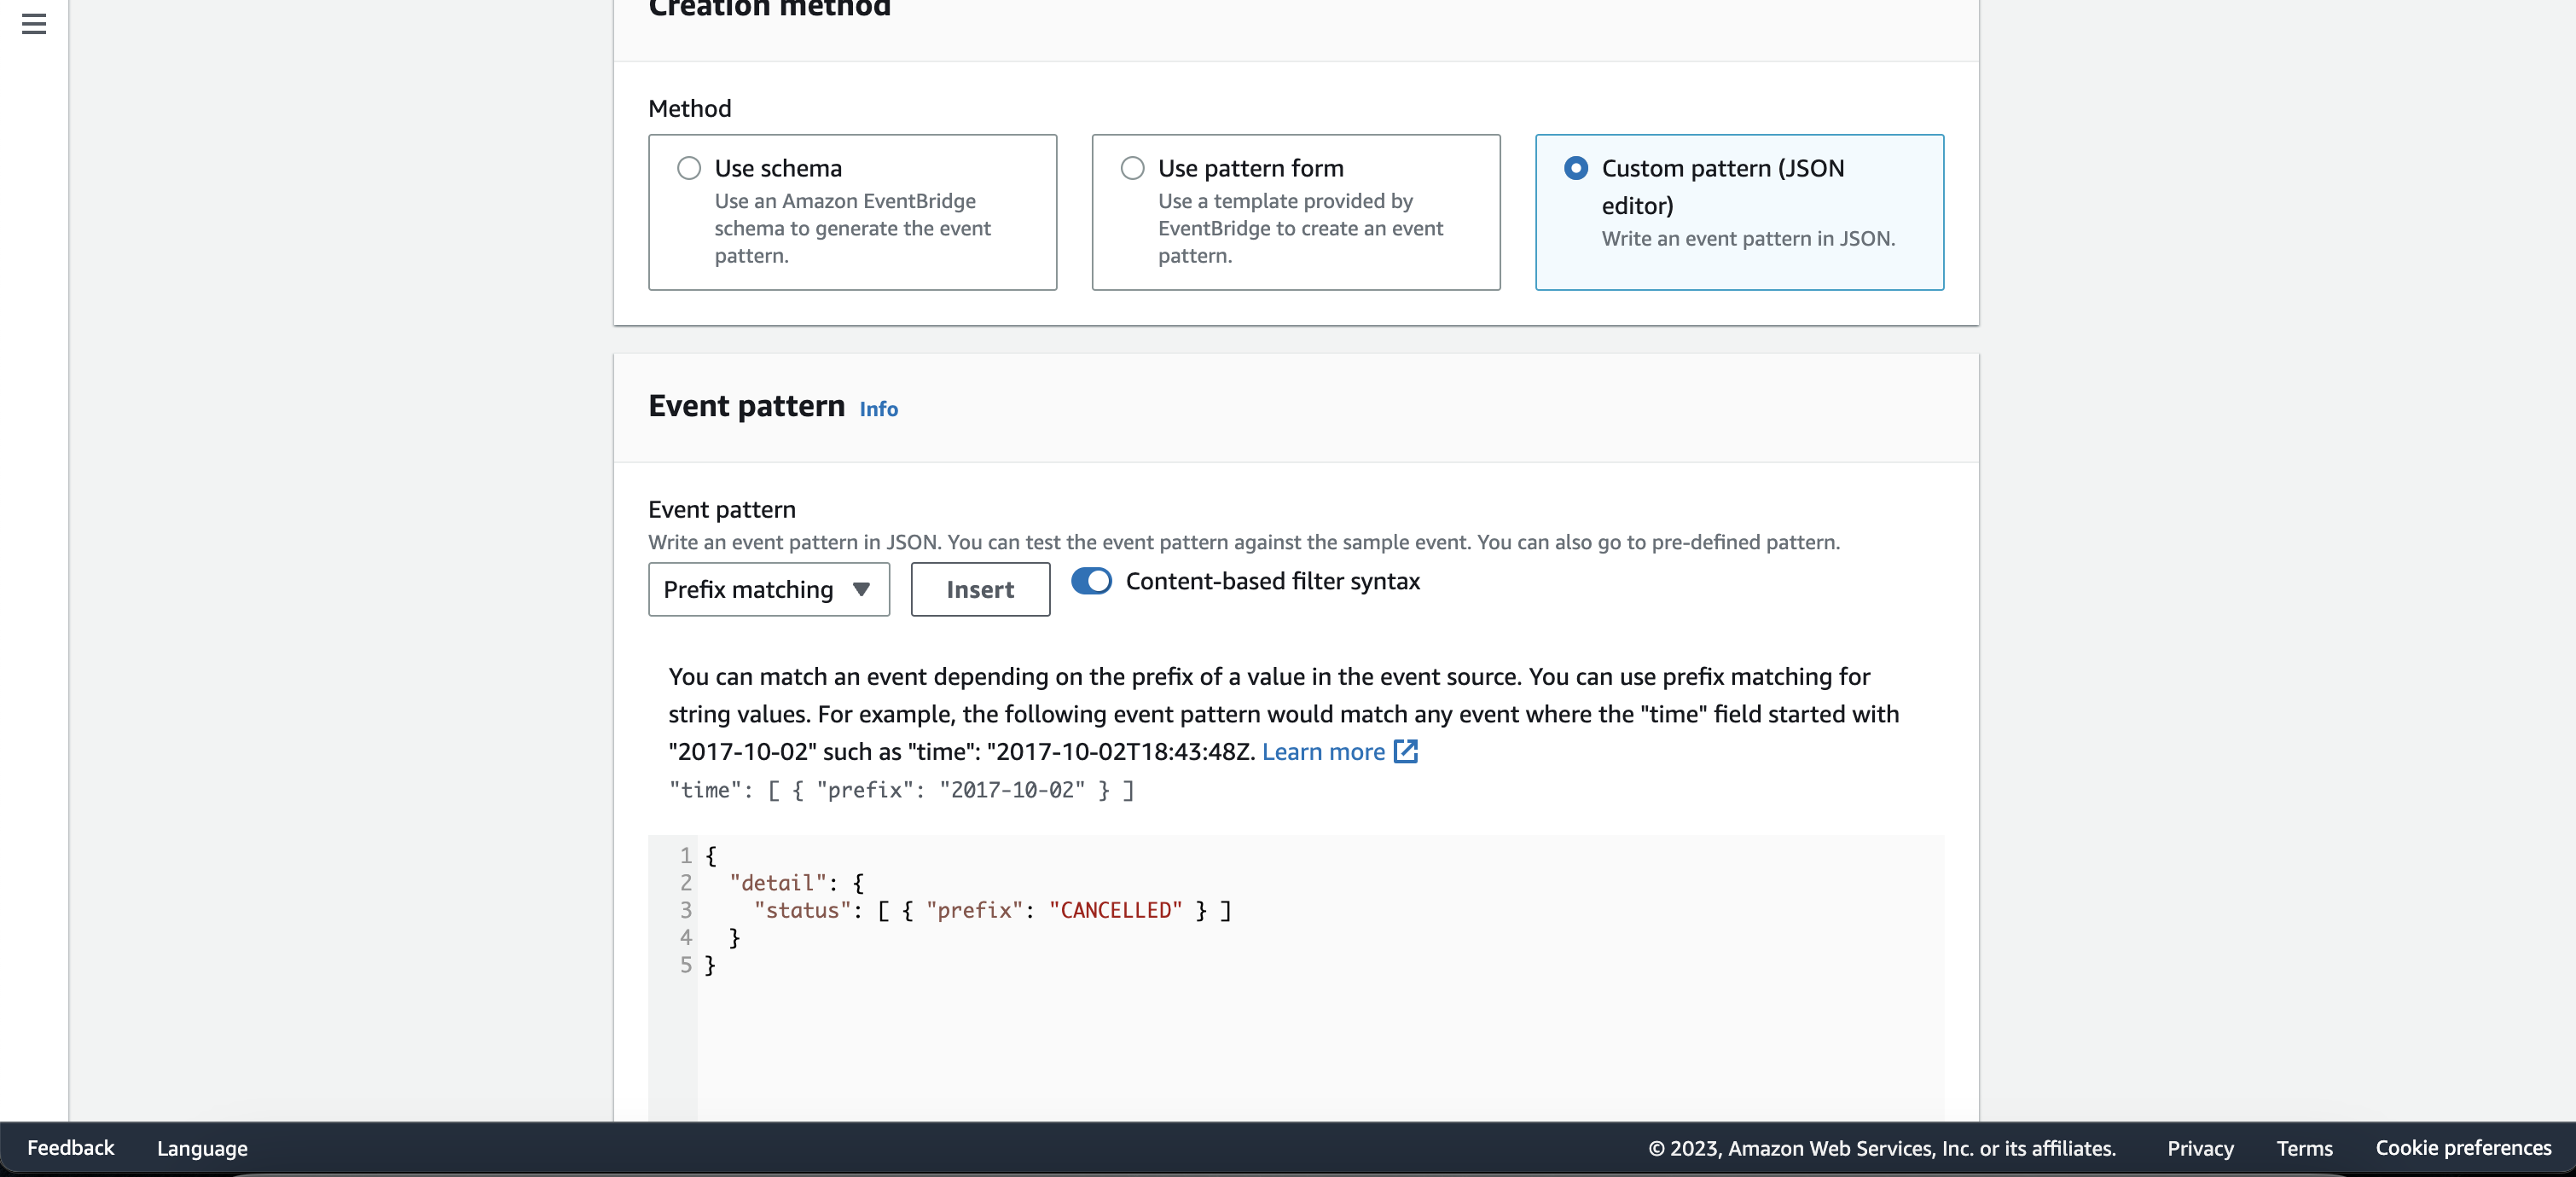 Creation method
Method
Use schema
Use an Amazon EventBridge
schema to generate the event
pattern.
Use pattern form
Use a template provided by
EventBridge to create an event
pattern.
Custom pattern (JSON
editor)
Write an event pattern in JSON.
Event pattern Info
Event pattern
Write an event pattern in JSON. You can test the event pattern against the sample event. You can also go to pre-defined pattern.
Prefix matching Insert Content-based filter syntax
You can match an event depending on the prefix of a value in the event source. You can use prefix matching for
string values. For example, the following event pattern would match any event where the "time" field started with
"2017-10-02" such as "time": "2017-10-02T18:43:48Z. Learn more
"time": [ { "prefix": "2017-10-02" } ]
1 {
2   "detail": {
3     "status": [ { "prefix": "CANCELLED" } ]
4   }
5 }
Feedback Language © 2023, Amazon Web Services, Inc. or its affiliates. Privacy Terms Cookie preferences